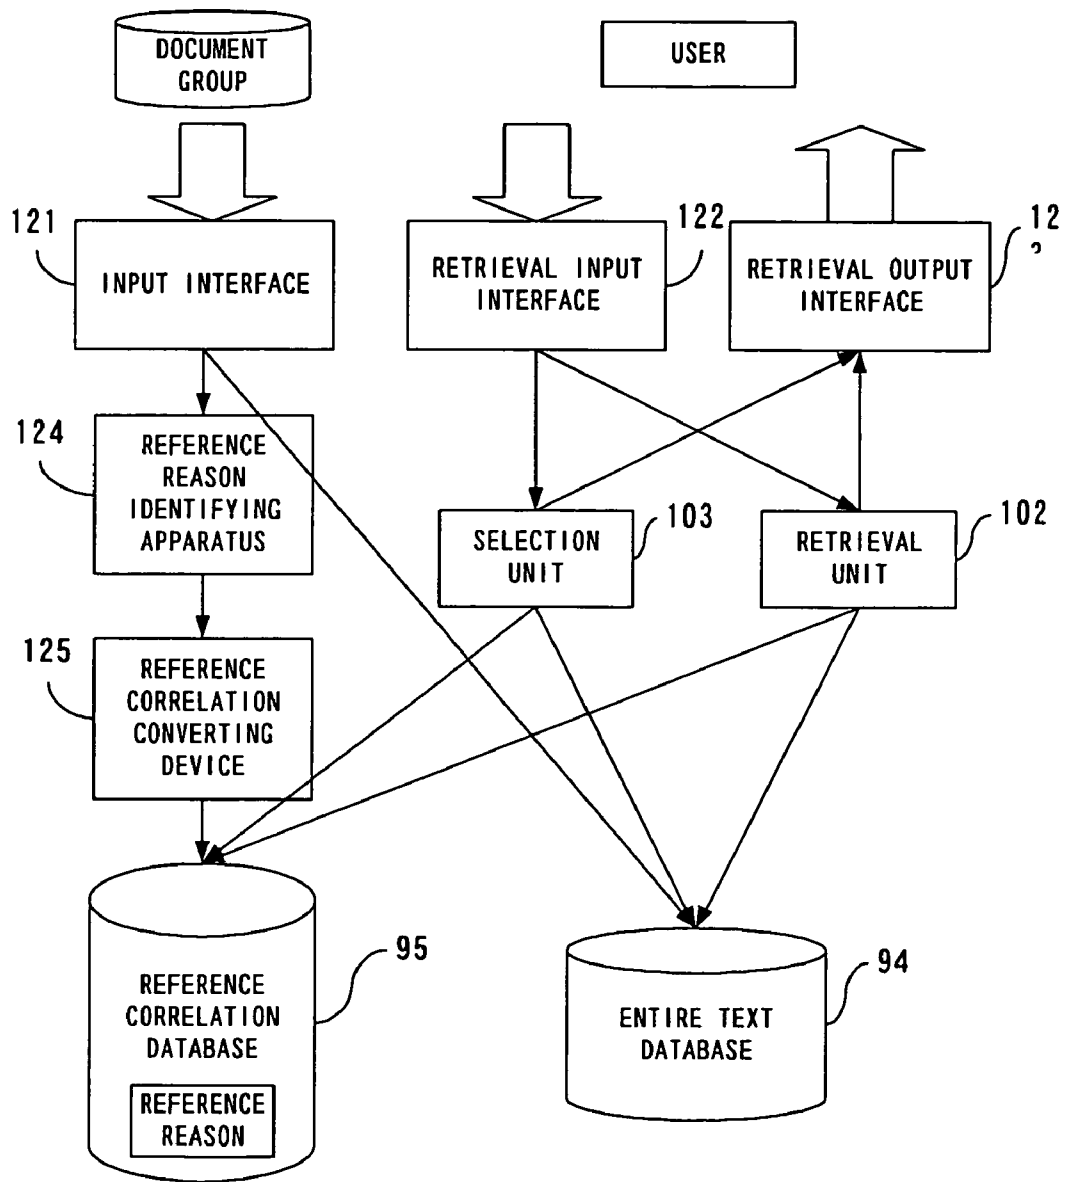 DOCUMENT
GROUP
USER
121
INPUT INTERFACE
122
RETRIEVAL INPUT
INTERFACE
12
RETRIEVAL OUTPUT
INTERFACE
124
REFERENCE
REASON
IDENTIFYING
APPARATUS
103
SELECTION
UNIT
102
RETRIEVAL
UNIT
125
REFERENCE
CORRELATION
CONVERTING
DEVICE
95
REFERENCE
CORRELATION
DATABASE
REFERENCE
REASON
94
ENTIRE TEXT
DATABASE